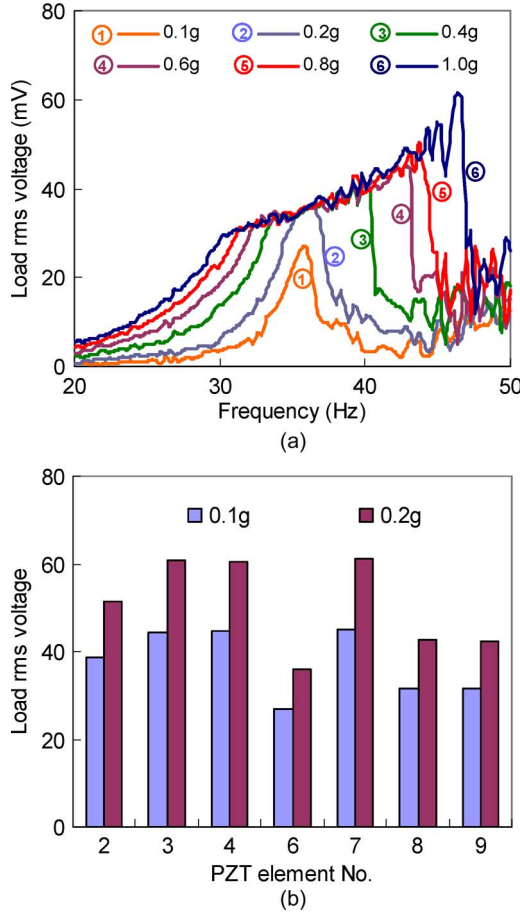 (a)
① 0.1g ② 0.2g ③ 0.4g
④ 0.6g ⑤ 0.8g ⑥ 1.0g
Load rms voltage (mV)
80
60
40
20
0
① ② ③ ④ ⑤ ⑥
20 30 40 50
Frequency (Hz)
(a)
0.1g 0.2g
Load rms voltage
80
60
40
20
0
2 3 4 6 7 8 9
PZT element No.
(b)